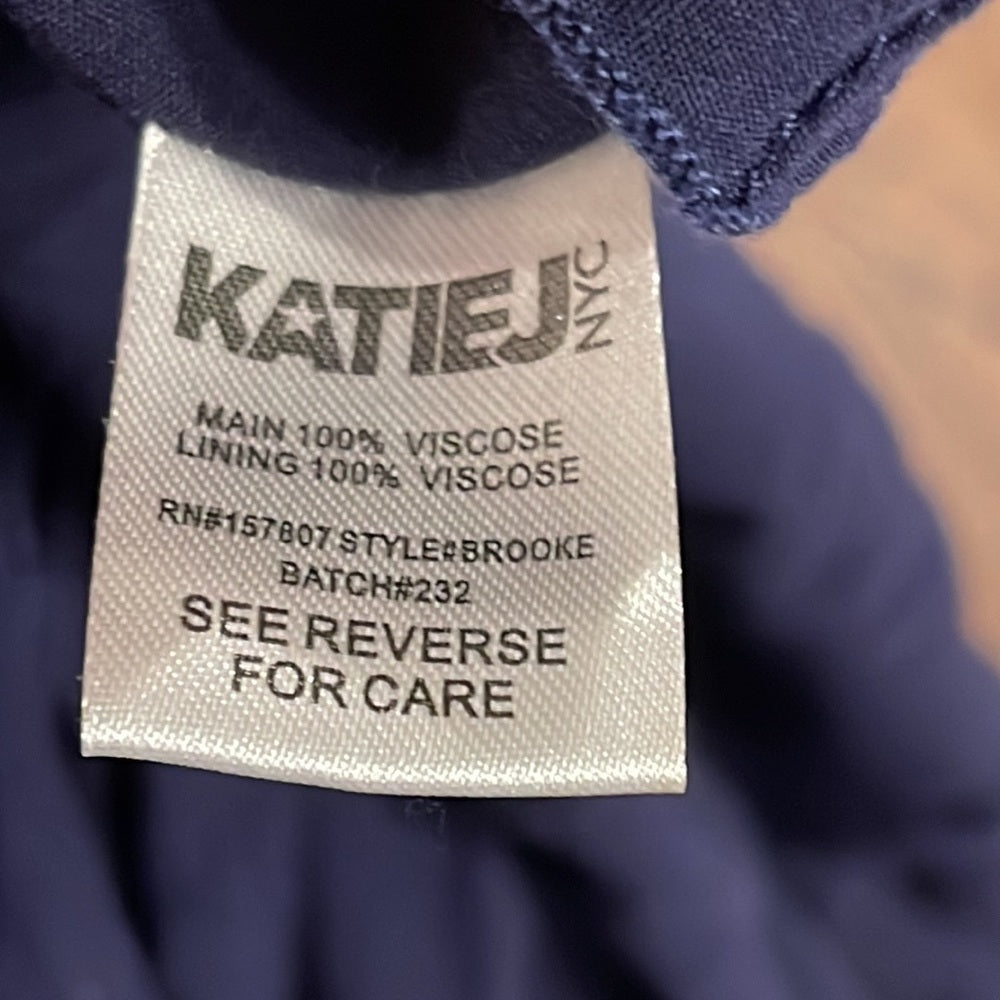 KATIEJ NYC
MAIN 100% VISCOSE
LINING 100% VISCOSE
RN#157807 STYLE#BROOKE
BATCH#232
SEE REVERSE
FOR CARE